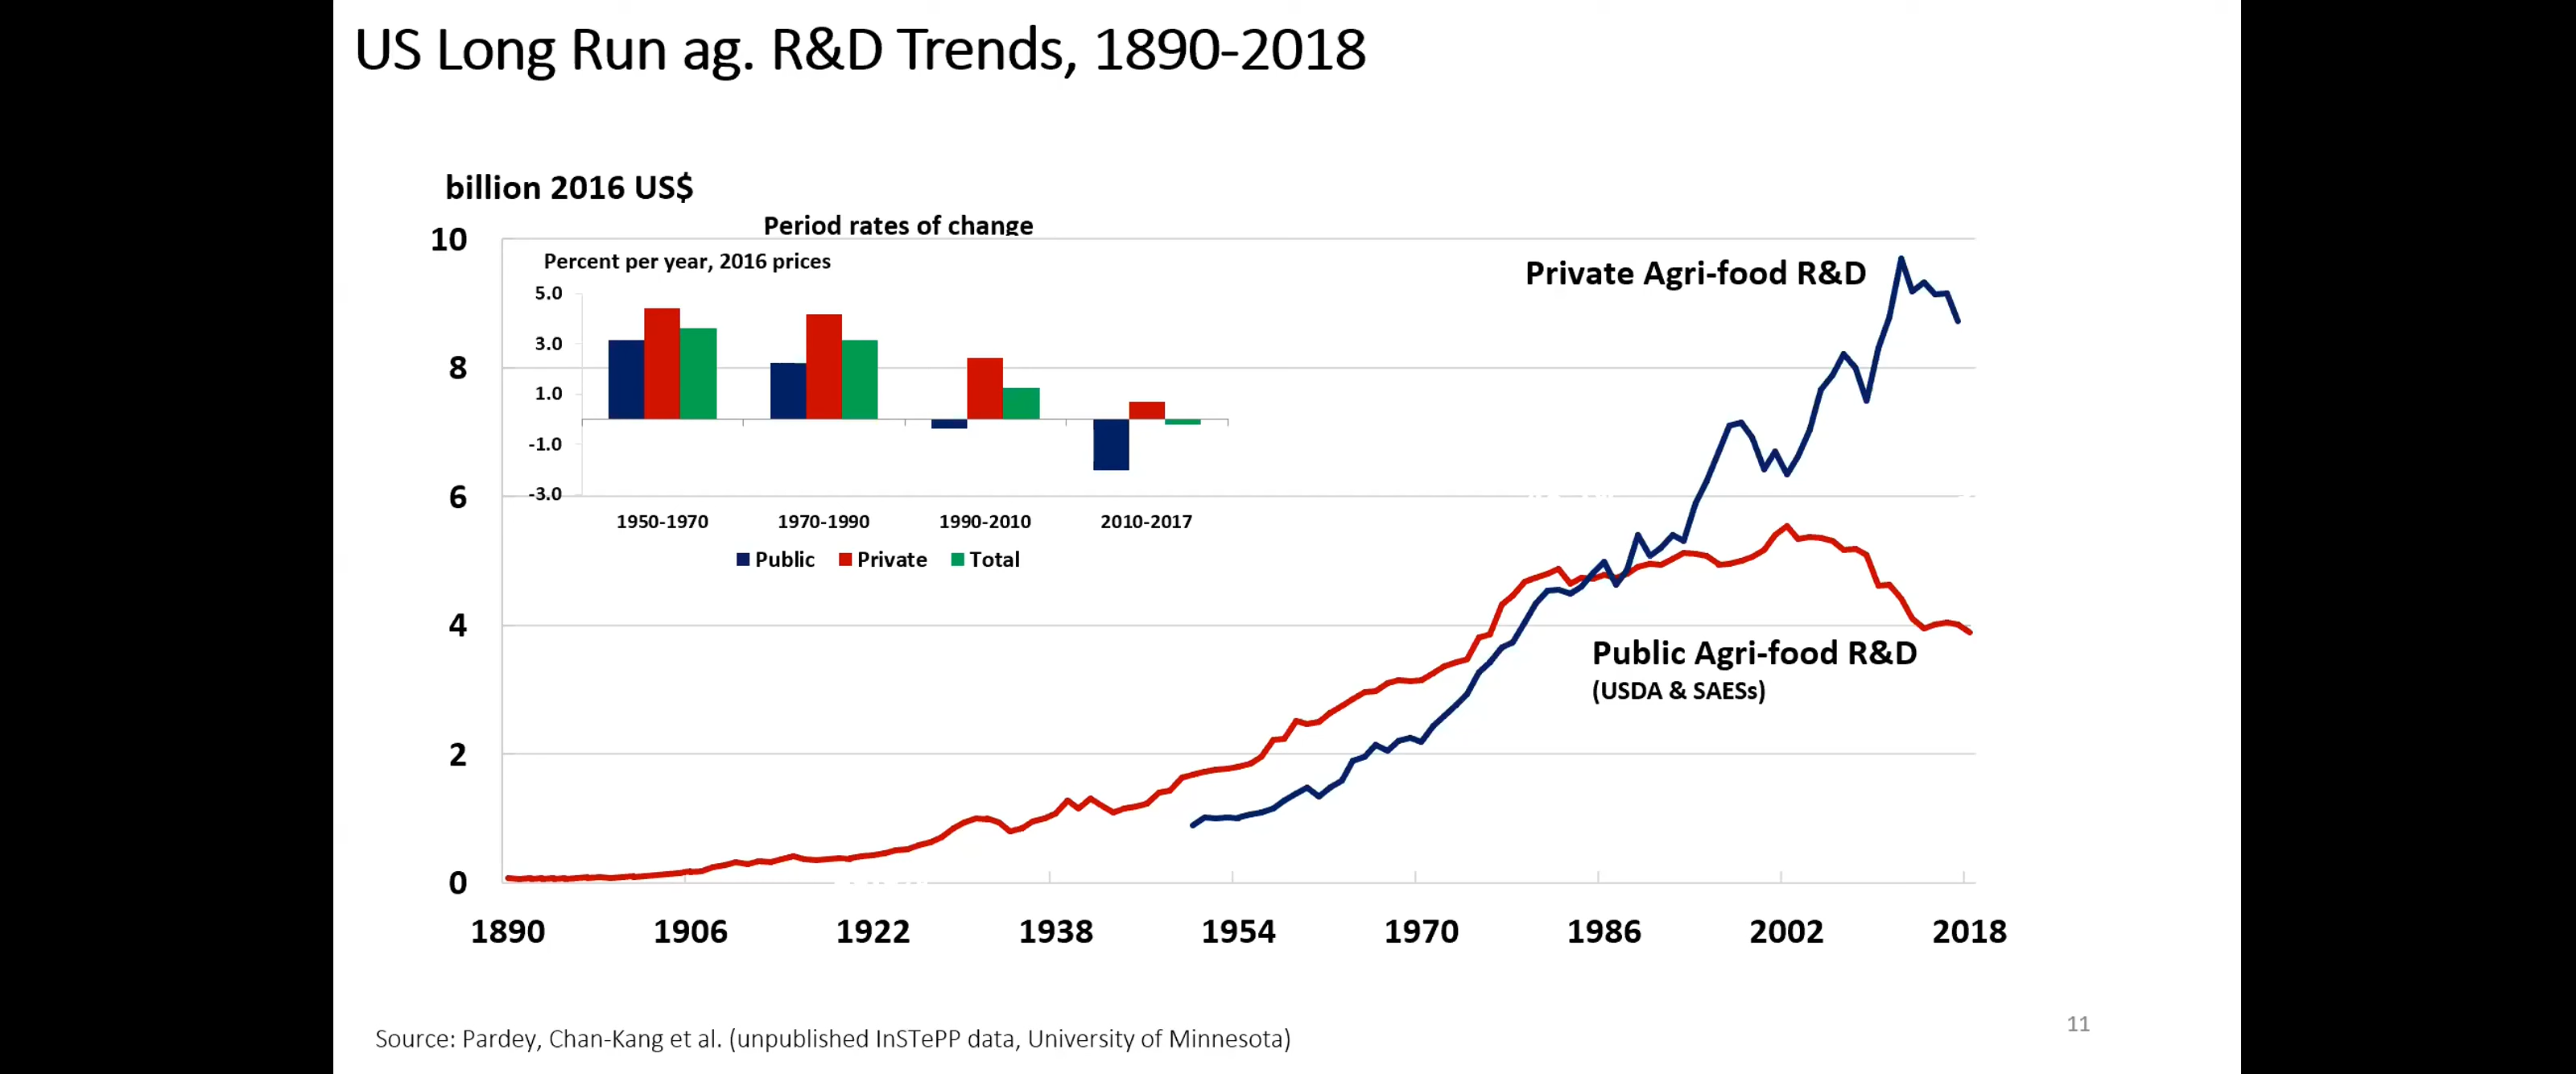 US Long Run ag. R&D Trends, 1890-2018
billion 2016 US$
Period rates of change
Percent per year, 2016 prices
5.0
3.0
1.0
-1.0
-3.0
1950-1970 1970-1990 1990-2010 2010-2017
Public Private Total
10
8
6
4
2
0
Private Agri-food R&D
Public Agri-food R&D
(USDA & SAESs)
1890 1906 1922 1938 1954 1970 1986 2002 2018
Source: Pardey, Chan-Kang et al. (unpublished InSTePP data, University of Minnesota)
11